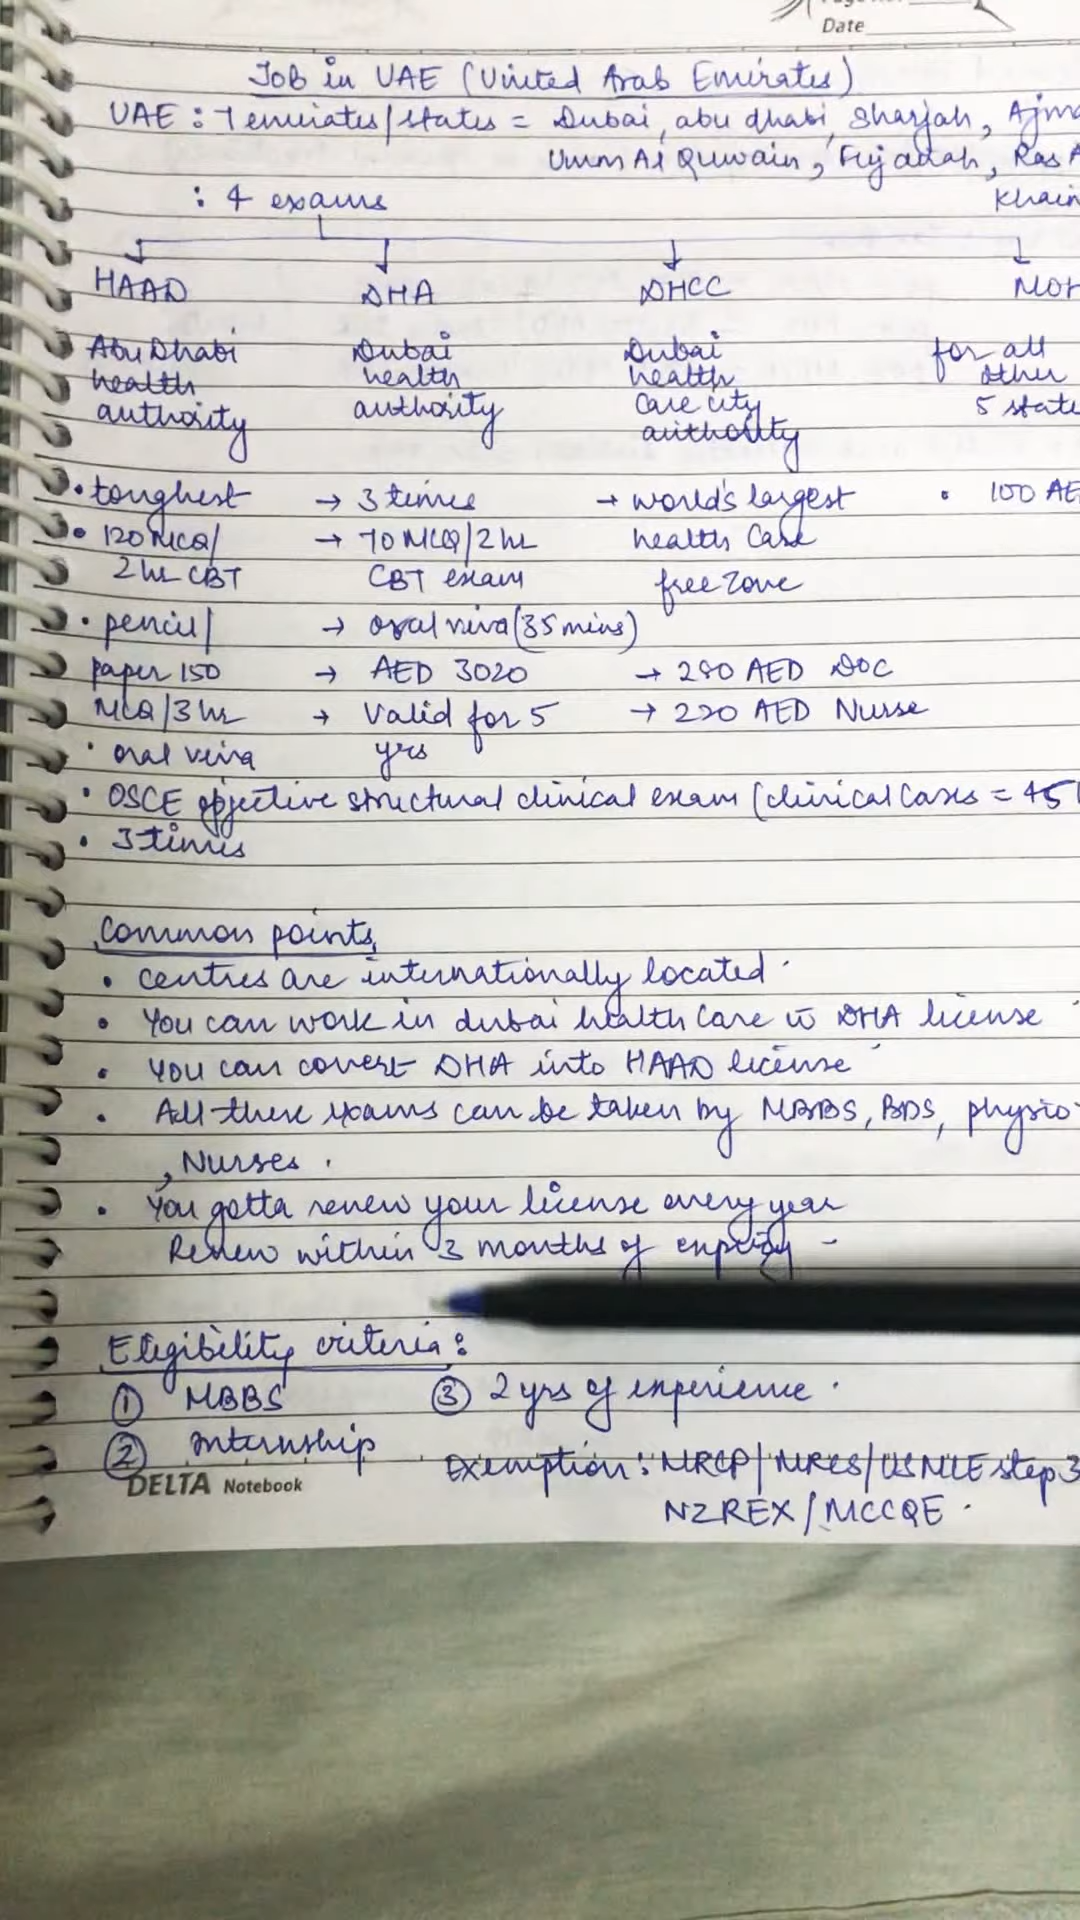 Date
Job in UAE (United Arab Emirates)
UAE : 7 emirates/states = Dubai, abu dhabi, Sharjah, Ajma
Umm Al Quwain, Fujairah, Ras A
Khaim
: 4 exams
HAAD DHA DHCC MOH
Abu Dhabi Dubai Dubai for all
health health health other
authority authority care city 5 state
authority
• toughest → 3 times → world's largest • 100 AE
• 120 MCQ/ → 70 MCQ/2 hr health care
2 hr CBT CBT exam free zone
• pencil/ → oral viva (35 mins)
paper 150 → AED 3020 → 280 AED Doc
MCQ/3 hr → Valid for 5 → 220 AED Nurse
• oral viva yrs
• OSCE objective structural clinical exam (clinical cases = 45
• 3 times
Common points
• centres are internationally located
• You can work in dubai health care w DHA license
• You can covert DHA into HAAD license
• All these exams can be taken by MBBS, BDS, physio
, Nurses.
• You gotta renew your license every year
Renew within 3 months of expiry -
Eligibility criteria :
① MBBS ③ 2 yrs of experience.
② Internship
Exemption : MRCP/MRCS/USMLE step 3
NZREX/MCCQE.
DELTA Notebook